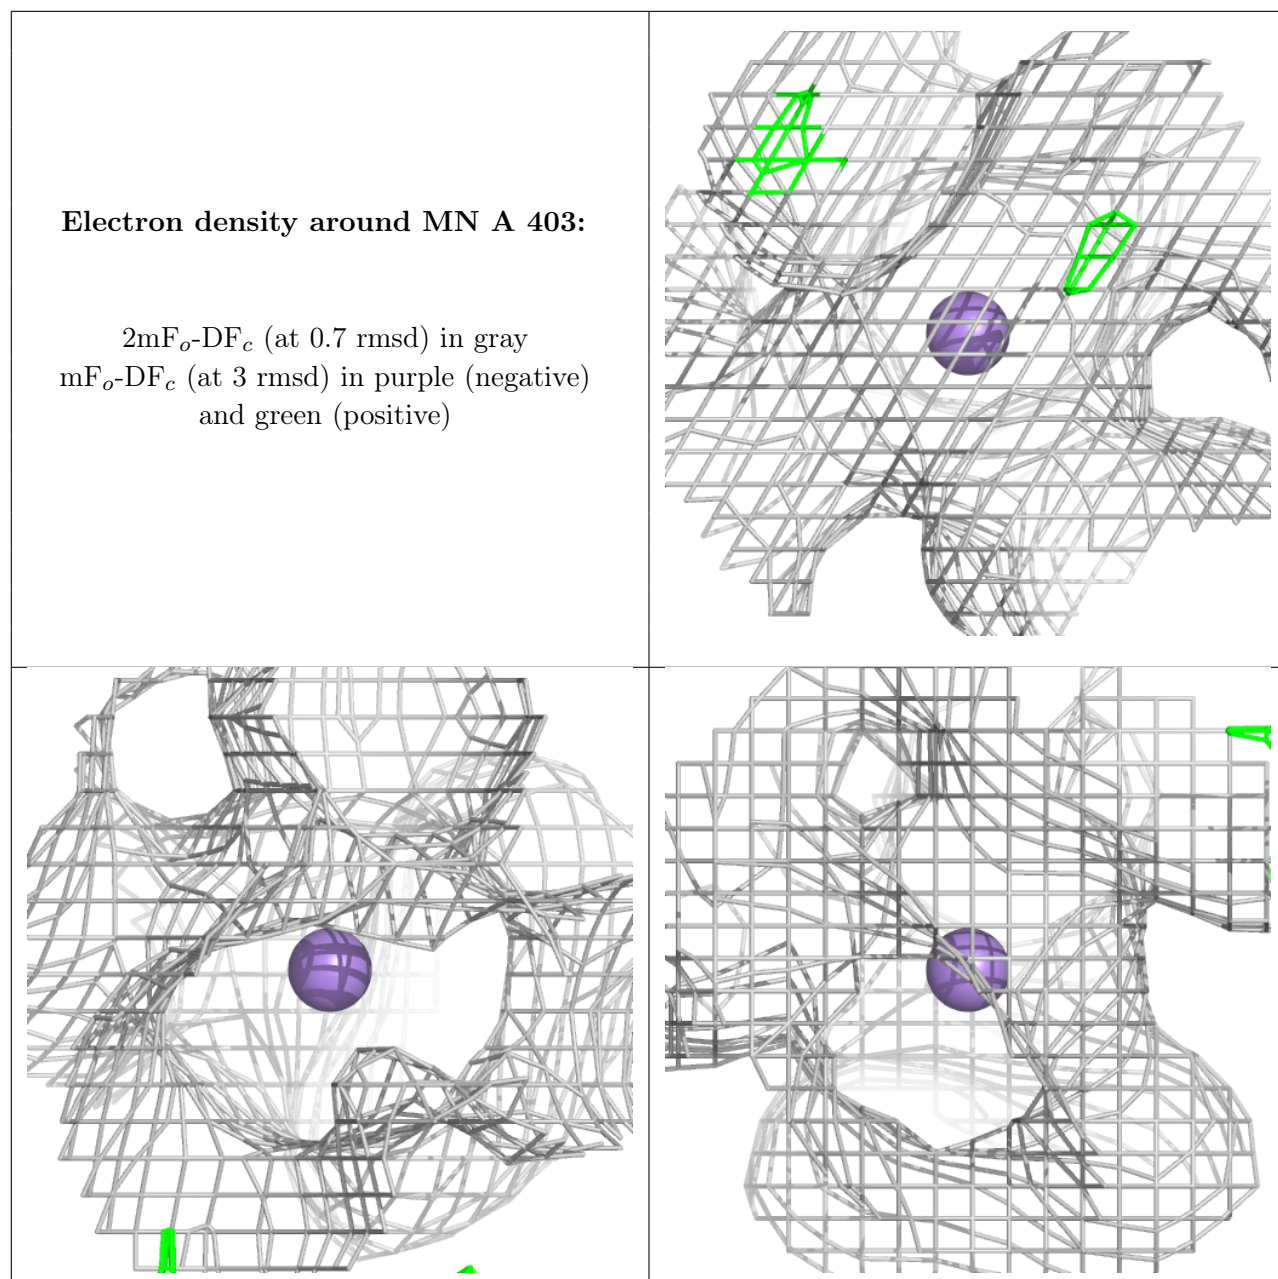 Electron density around MN A 403:
2mFo-DFc (at 0.7 rmsd) in gray
mFo-DFc (at 3 rmsd) in purple (negative)
and green (positive)